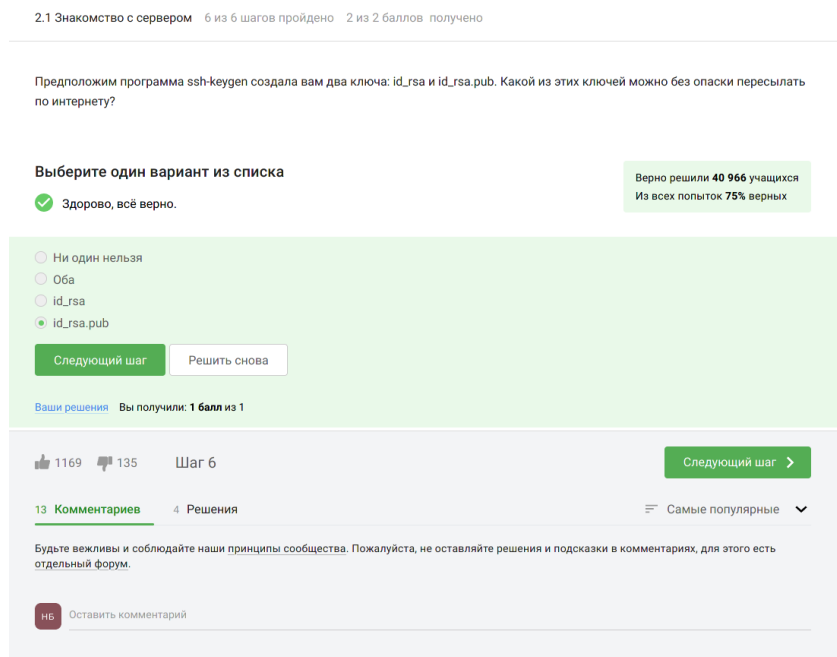 2.1 Знакомство с сервером 6 из 6 шагов пройдено 2 из 2 баллов получено
Предположим программа ssh-keygen создала вам два ключа: id_rsa и id_rsa.pub. Какой из этих ключей можно без опаски пересылать
по интернету?
Выберите один вариант из списка
Здорово, всё верно.
Верно решили 40 966 учащихся
Из всех попыток 75% верных
Ни один нельзя
Оба
id_rsa
id_rsa.pub
Следующий шаг Решить снова
Ваши решения Вы получили: 1 балл из 1
1169 135 Шаг 6 Следующий шаг
13 Комментариев 4 Решения Самые популярные
Будьте вежливы и соблюдайте наши принципы сообщества. Пожалуйста, не оставляйте решения и подсказки в комментариях, для этого есть
отдельный форум.
НБ Оставить комментарий